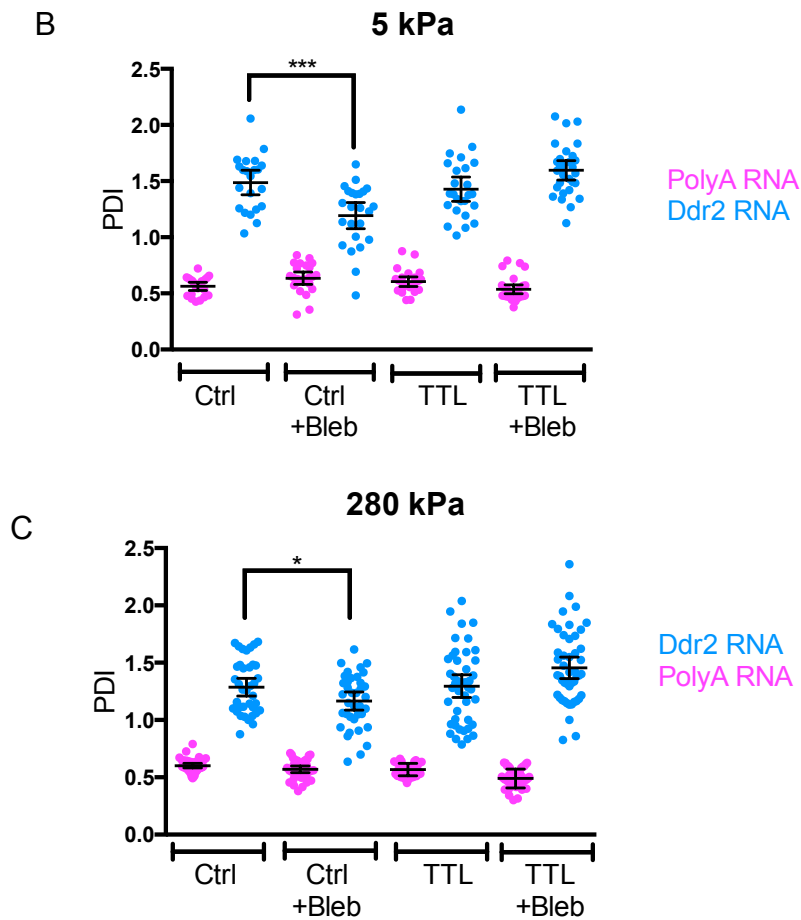 B
5 kPa
PDI
2.5
2.0
1.5
1.0
0.5
0.0
***
Ctrl
Ctrl
+Bleb
TTL
TTL
+Bleb
PolyA RNA
Ddr2 RNA
C
280 kPa
PDI
2.5
2.0
1.5
1.0
0.5
0.0
*
Ctrl
Ctrl
+Bleb
TTL
TTL
+Bleb
Ddr2 RNA
PolyA RNA